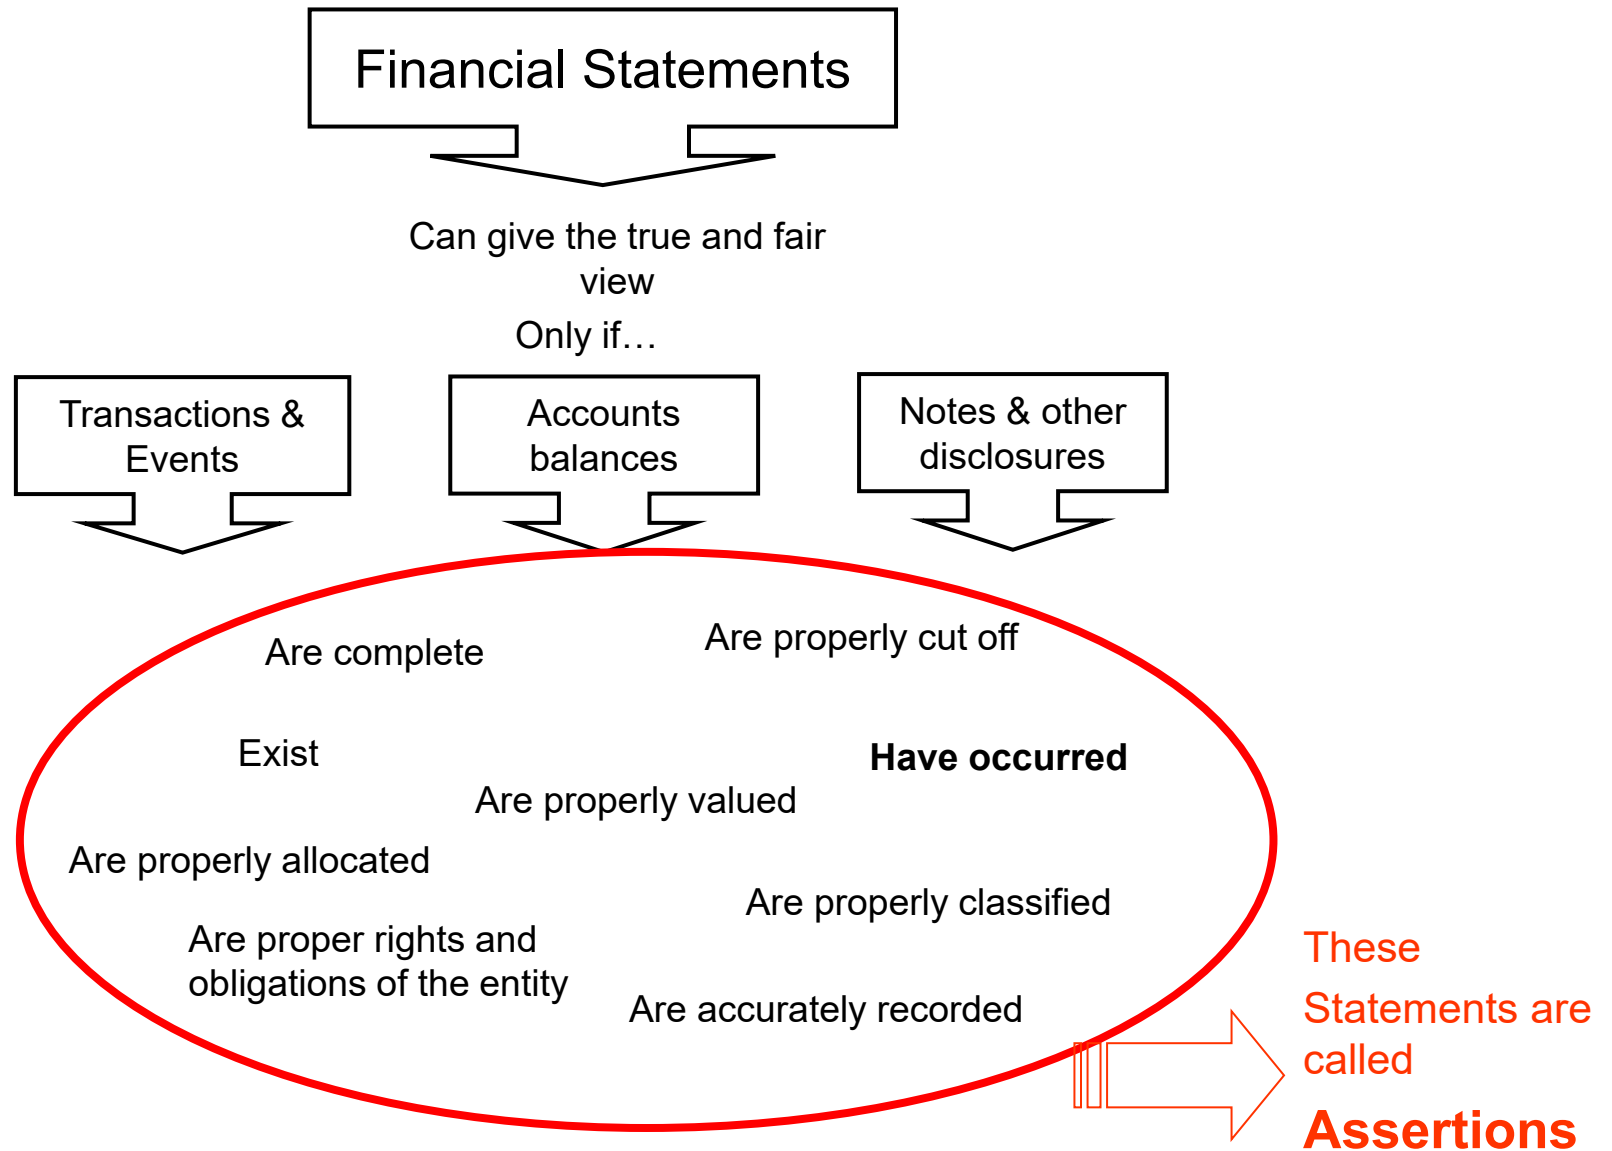 Financial Statements
Can give the true and fair
view
Only if…
Transactions &
Events
Accounts
balances
Notes & other
disclosures
Are complete
Are properly cut off
Exist
Have occurred
Are properly valued
Are properly allocated
Are properly classified
Are proper rights and
obligations of the entity
Are accurately recorded
These
Statements are
called
Assertions